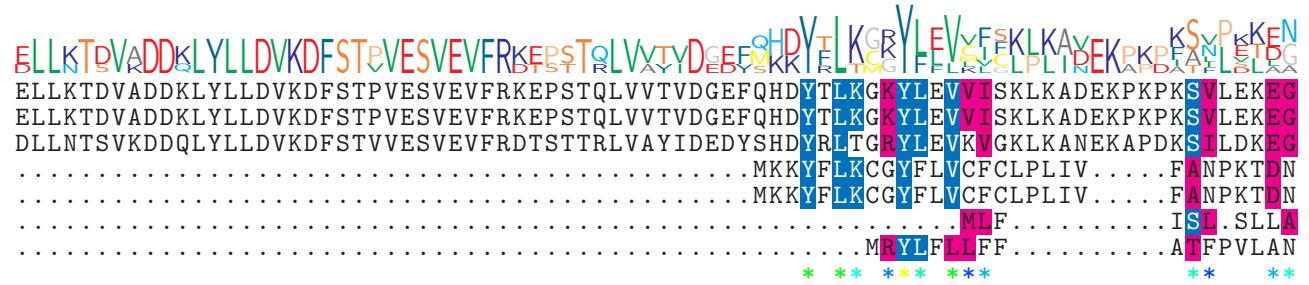 ELLKTDVADDKLYLLDVKDFSTPVESVEVFRKEPSTQLVVTVDGEFQHDYTLKGKYLEVVISKLKADEKPKPKSVLEKEG
ELLKTDVADDKLYLLDVKDFSTPVESVEVFRKEPSTQLVVTVDGEFQHDYTLKGKYLEVVISKLKADEKPKPKSVLEKEG
DLLNTSVKDDQLYLLDVKDFSTVVESVEVFRDTSTTRLVAYIDEDYSHDYRLTGRYLEVKVGKLKANEKAPDKSILDKEG
..............................................MKKYFLKCGYFLVCFCLPLIV.....FANPKTDN
..............................................MKKYFLKCGYFLVCFCLPLIV.....FANPKTDN
...........................................................MLF..........ISL.SLLA
.....................................................MRYLFLLFF..........ATFPVLAN
* ** *** *** ** **